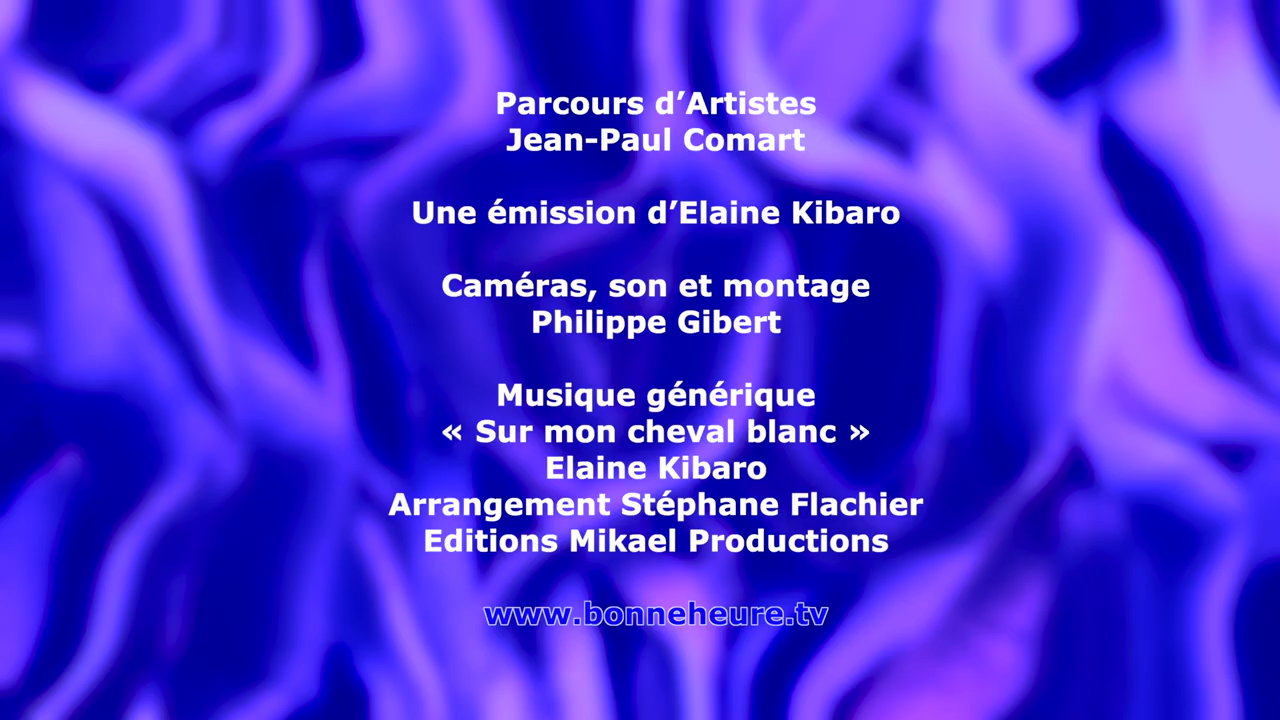 Parcours d’Artistes
Jean-Paul Comart
Une émission d’Elaine Kibaro
Caméras, son et montage
Philippe Gibert
Musique générique
« Sur mon cheval blanc »
Elaine Kibaro
Arrangement Stéphane Flachier
Editions Mikael Productions
www.bonneheure.tv